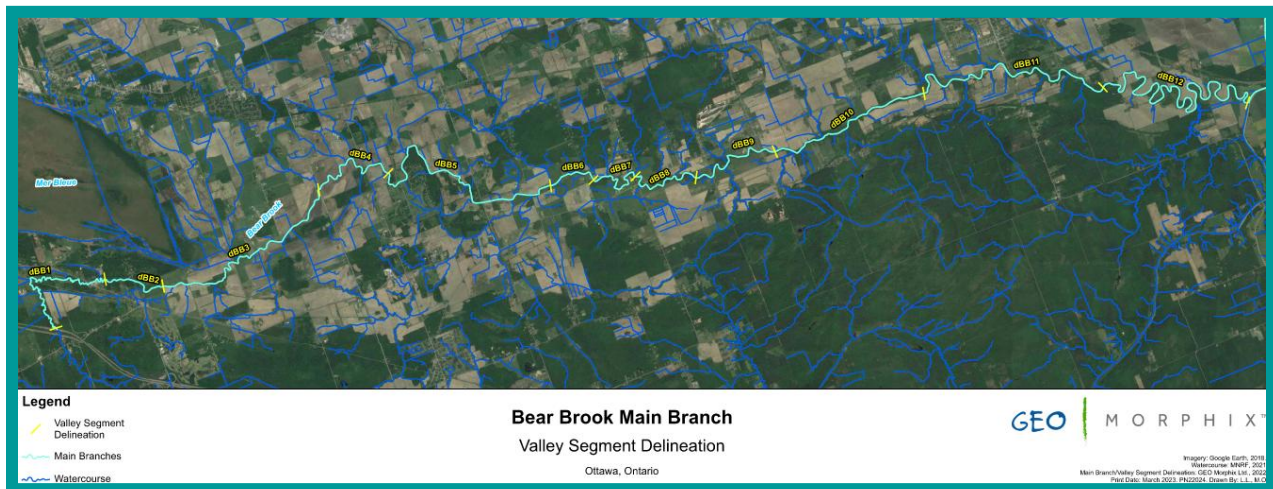 dBB11
dBB12
dBB10
dBB9
dBB4
dBB5
dBB6
dBB7
dBB8
Mer Bleue
Bear Brook
dBB3
dBB1
dBB2
Legend
Valley Segment
Delineation
Main Branches
Watercourse
Bear Brook Main Branch
Valley Segment Delineation
Ottawa, Ontario
GEO MORPHIX™
Imagery: Google Earth, 2018.
Watercourse: MNRF, 2021
Main Branch/Valley Segment Delineation: GEO Morphix Ltd., 2022
Print Date: March 2023. PN22024. Drawn By: L.L., M.O